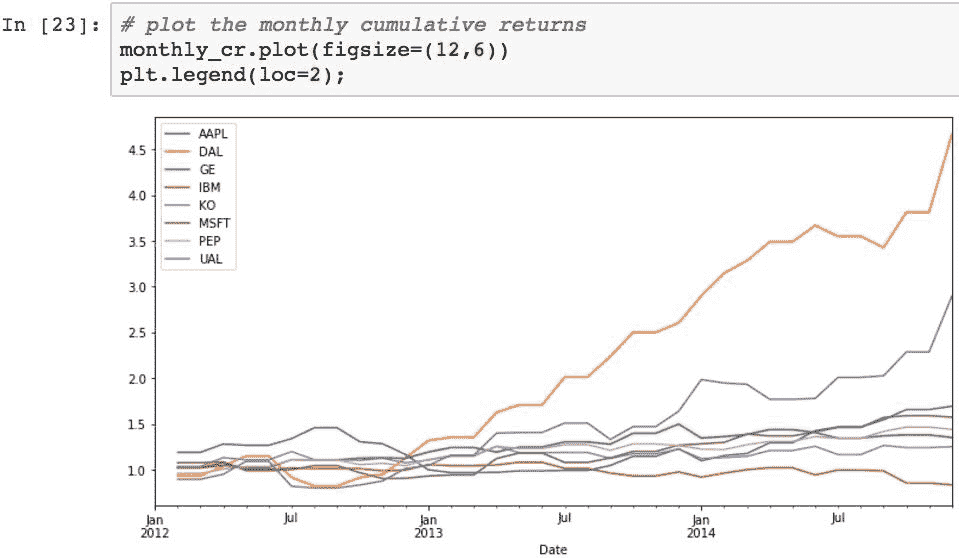 In [23]:
# plot the monthly cumulative returns
monthly_cr.plot(figsize=(12,6))
plt.legend(loc=2);
AAPL
DAL
GE
IBM
KO
MSFT
PEP
UAL
4.5
4.0
3.5
3.0
2.5
2.0
1.5
1.0
Jan
2012
Jul
Jan
2013
Jul
Jan
2014
Jul
Date